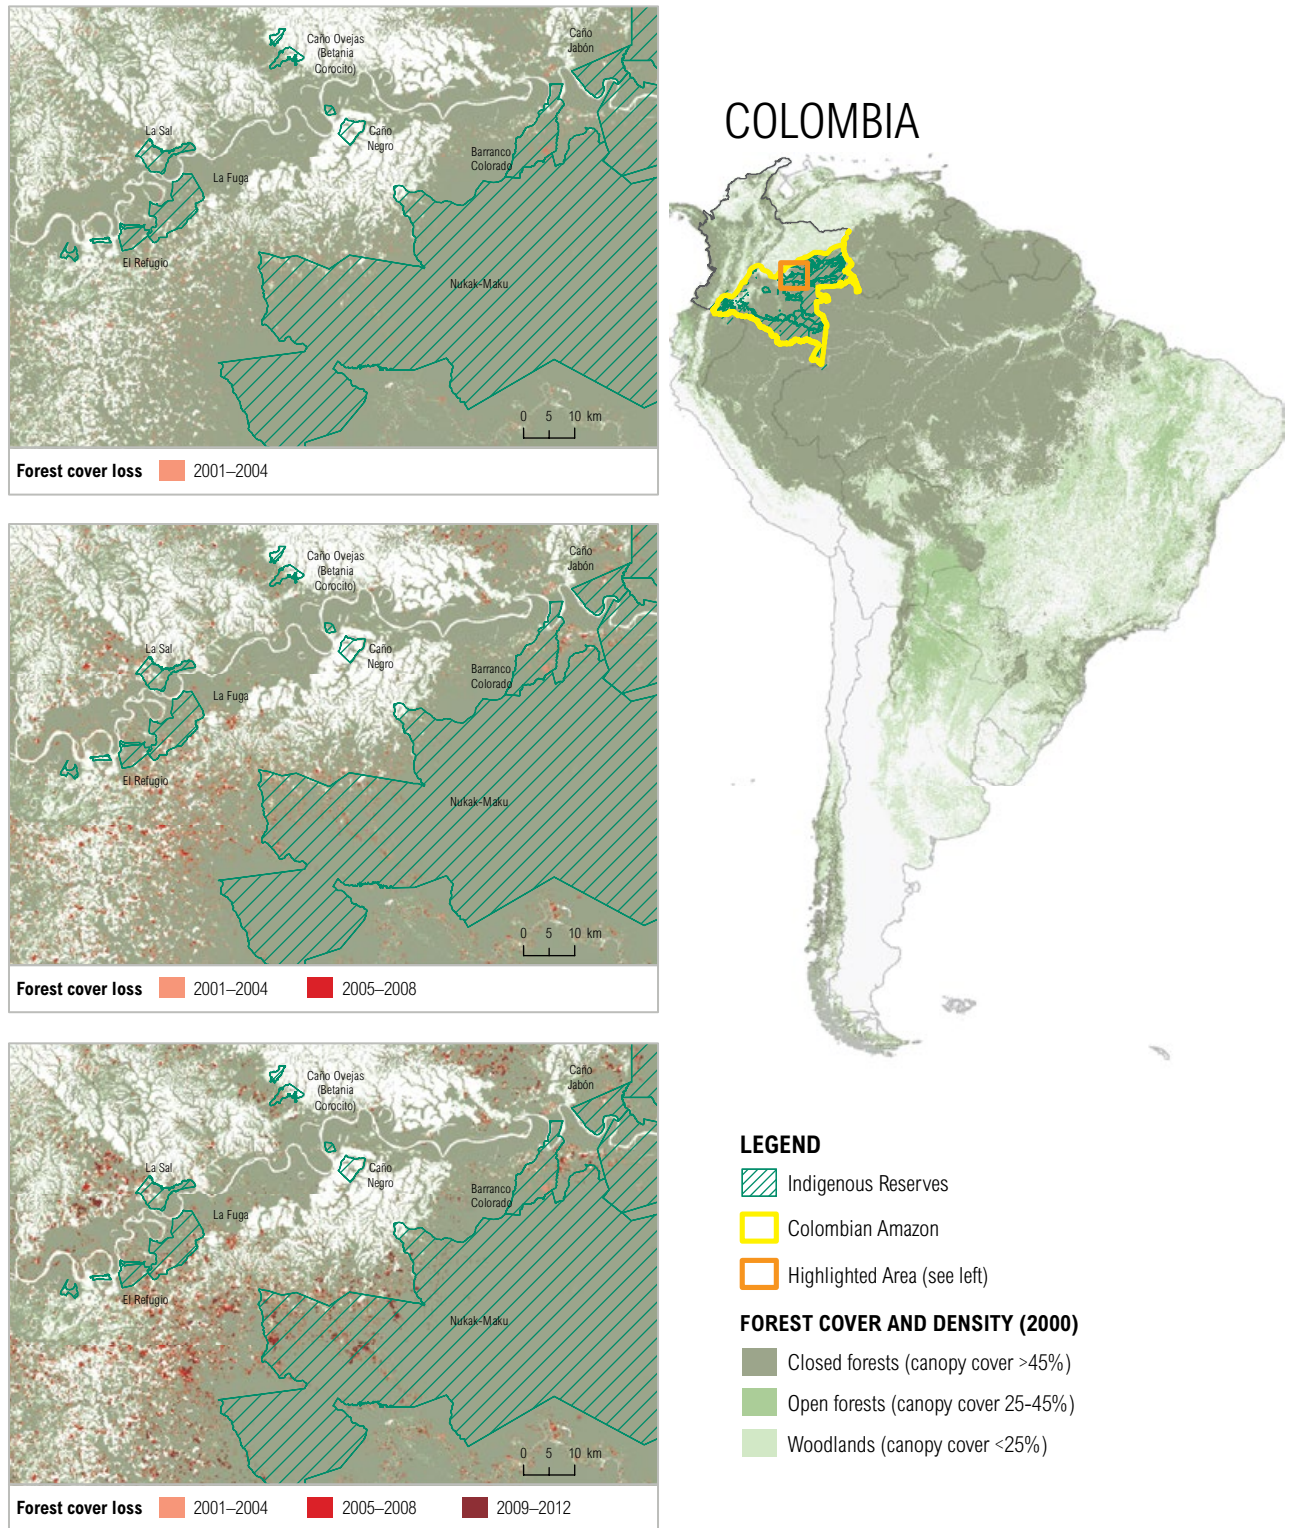 Caño Ovejas
(Betania
Corocito)
Caño
Jabón
La Sal
Caño
Negro
La Fuga
Barranco
Colorado
El Refugio
Nukak-Maku
0 5 10 km
Forest cover loss 2001–2004
Caño Ovejas
(Betania
Corocito)
Caño
Jabón
La Sal
Caño
Negro
La Fuga
Barranco
Colorado
El Refugio
Nukak-Maku
0 5 10 km
Forest cover loss 2001–2004 2005–2008
Caño Ovejas
(Betania
Corocito)
Caño
Jabón
La Sal
Caño
Negro
La Fuga
Barranco
Colorado
El Refugio
Nukak-Maku
0 5 10 km
Forest cover loss 2001–2004 2005–2008 2009–2012
COLOMBIA
LEGEND
Indigenous Reserves
Colombian Amazon
Highlighted Area (see left)
FOREST COVER AND DENSITY (2000)
Closed forests (canopy cover >45%)
Open forests (canopy cover 25-45%)
Woodlands (canopy cover <25%)